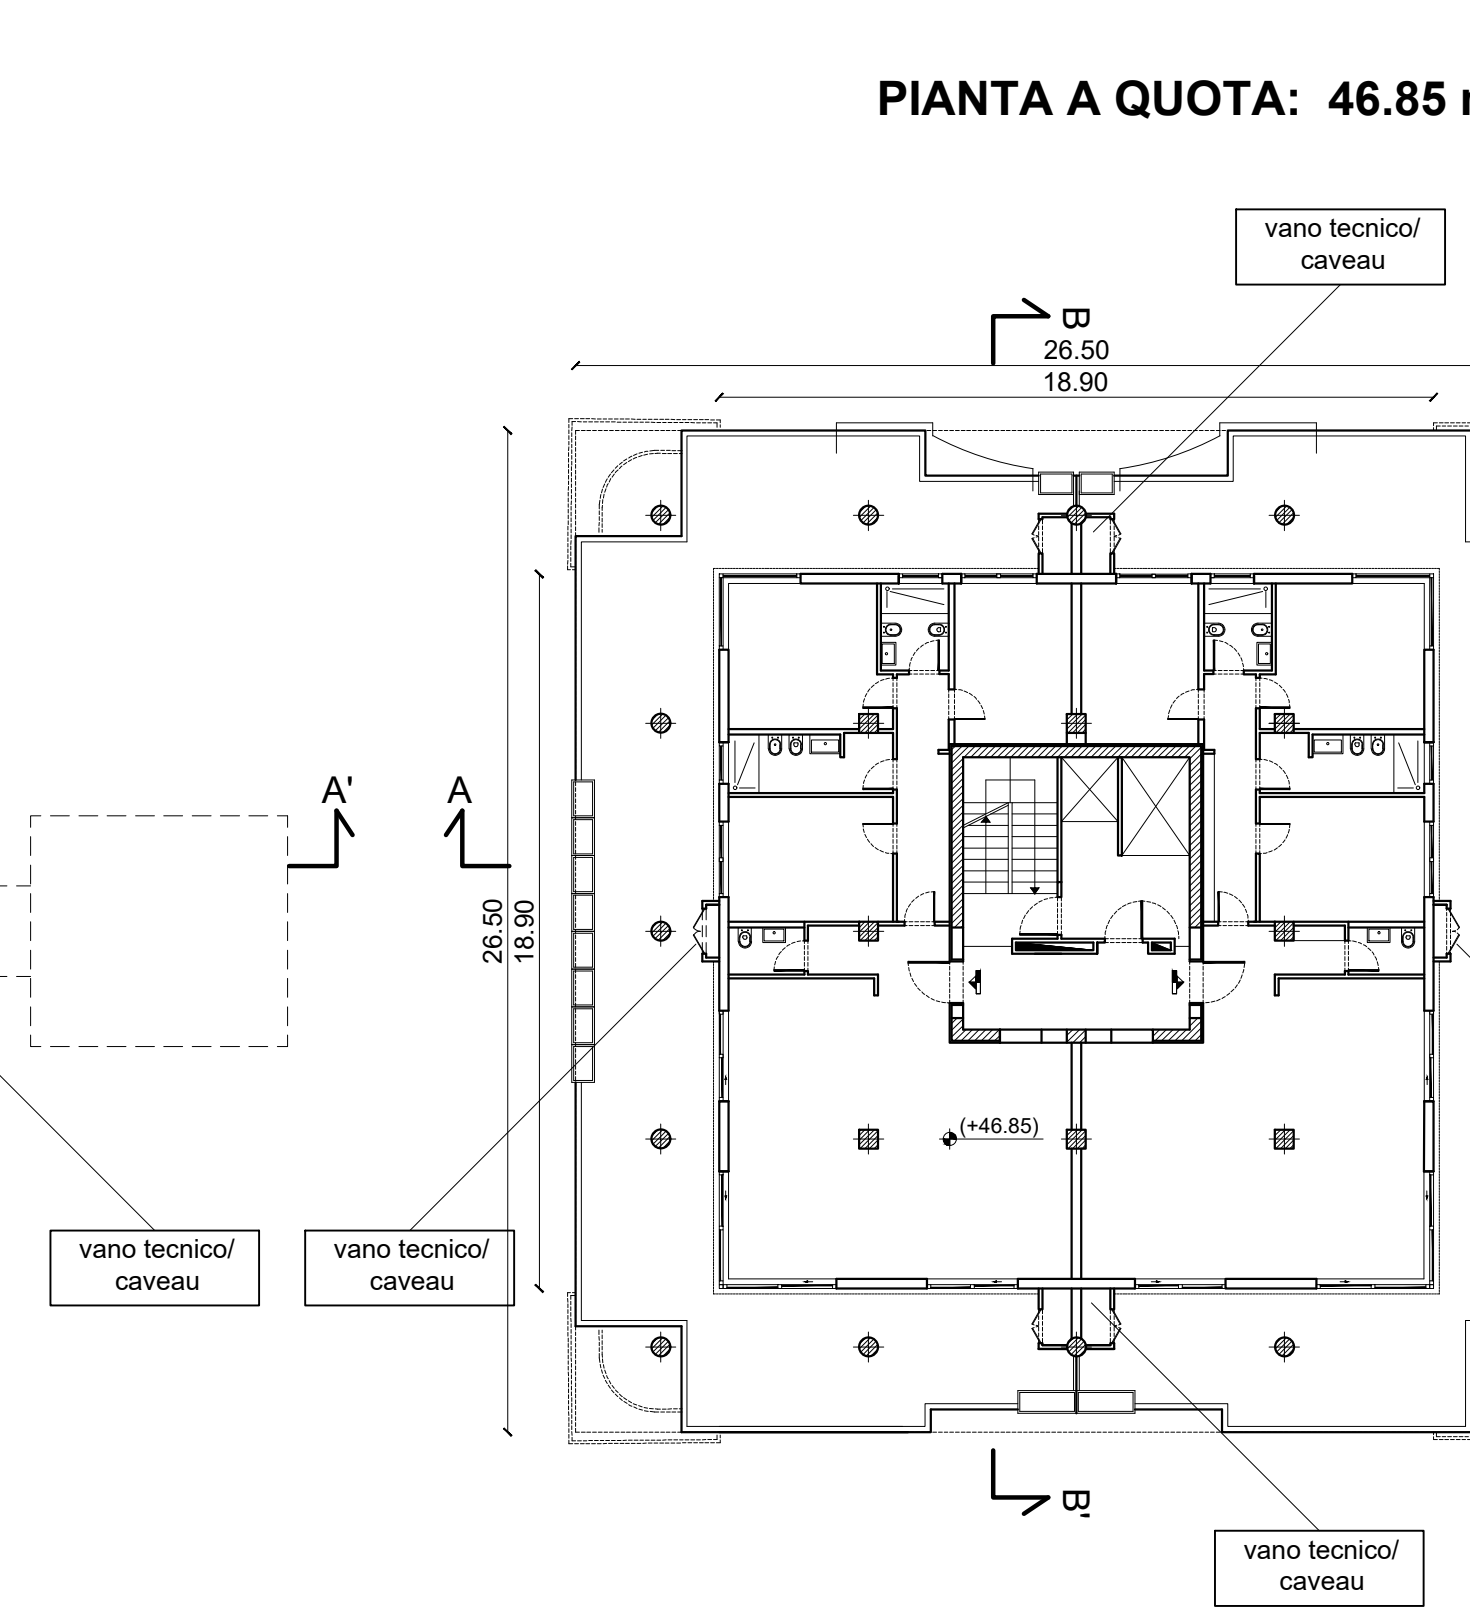 PIANTA A QUOTA: 46.85
vano tecnico/
caveau
B
26.50
18.90
A'
A
26.50
18.90
(+46.85)
vano tecnico/
caveau
vano tecnico/
caveau
B'
vano tecnico/
caveau